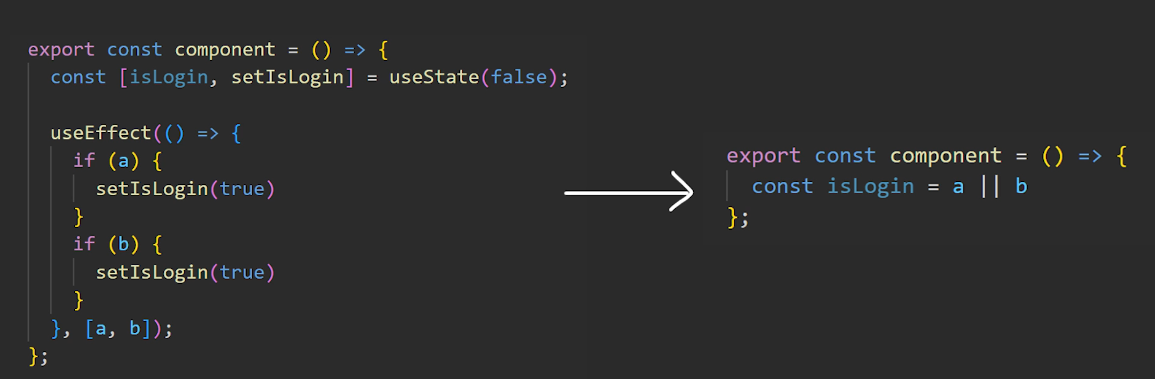 export const component = () => {
const [isLogin, setIsLogin] = useState(false);
useEffect(() => {
if (a) {
setIsLogin(true)
}
if (b) {
setIsLogin(true)
}
}, [a, b]);
};
export const component = () => {
const isLogin = a || b
};